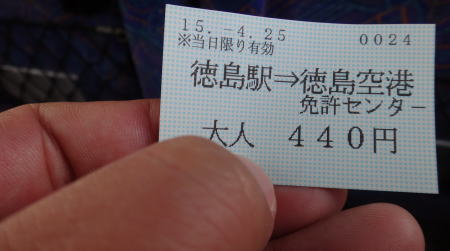 15.-4.25 0024
※当日限り有効
徳島駅⇒徳島空港
免許センター
大人 440円